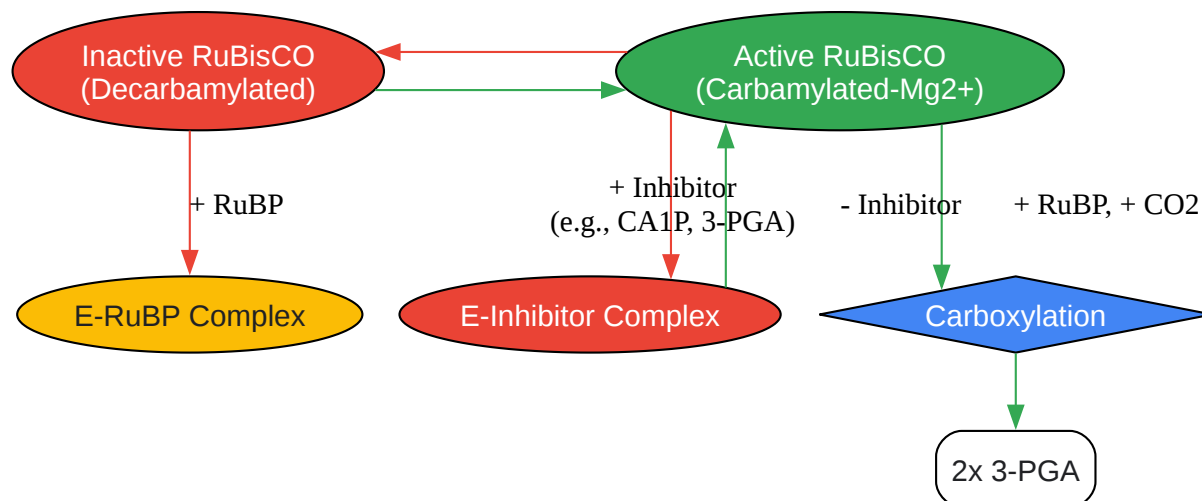 Inactive RuBisCO
(Decarbamylated)
Active RuBisCO
(Carbamylated-Mg2+)
+ RuBP
+ Inhibitor
(e.g., CA1P, 3-PGA)
- Inhibitor
+ RuBP, + CO2
E-RuBP Complex
E-Inhibitor Complex
Carboxylation
2x 3-PGA